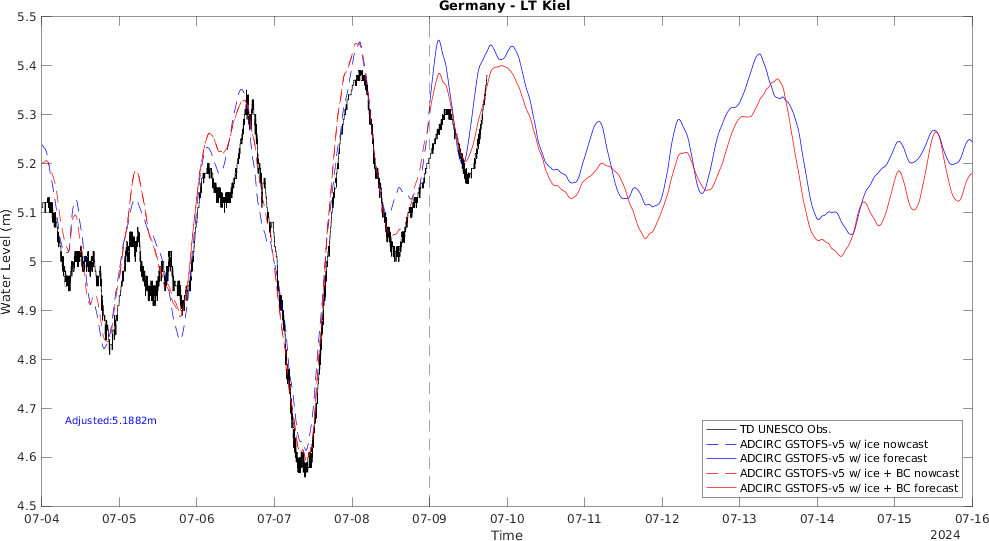 Germany - LT Kiel
5.5
5.4
5.3
5.2
5.1
5
4.9
4.8
4.7
4.6
4.5
Water Level (m)
Adjusted:5.1882m
TD UNESCO Obs.
ADCIRC GSTOFS-v5 w/ ice nowcast
ADCIRC GSTOFS-v5 w/ ice forecast
ADCIRC GSTOFS-v5 w/ ice + BC nowcast
ADCIRC GSTOFS-v5 w/ ice + BC forecast
07-04 07-05 07-06 07-07 07-08 07-09 07-10 07-11 07-12 07-13 07-14 07-15 07-16
Time
2024